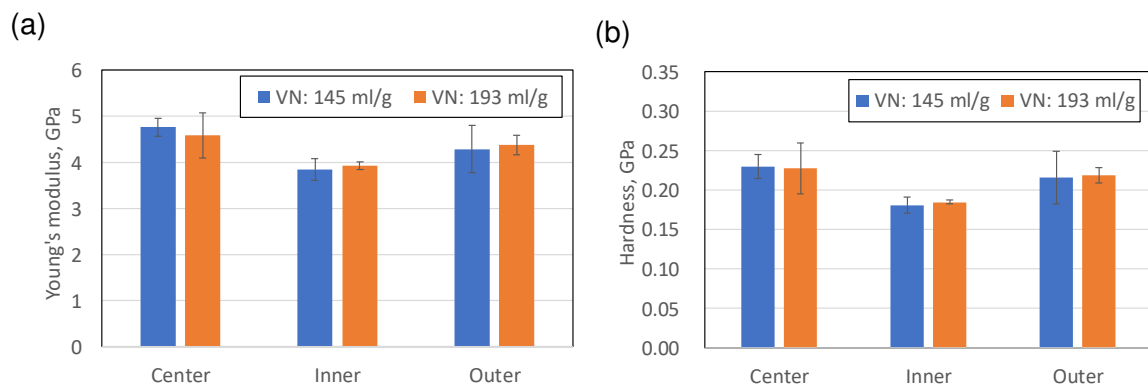 (a)
Young's modulus, GPa
6
5
4
3
2
1
0
VN: 145 ml/g VN: 193 ml/g
Center Inner Outer
(b)
Hardness, GPa
0.35
0.30
0.25
0.20
0.15
0.10
0.05
0.00
VN: 145 ml/g VN: 193 ml/g
Center Inner Outer